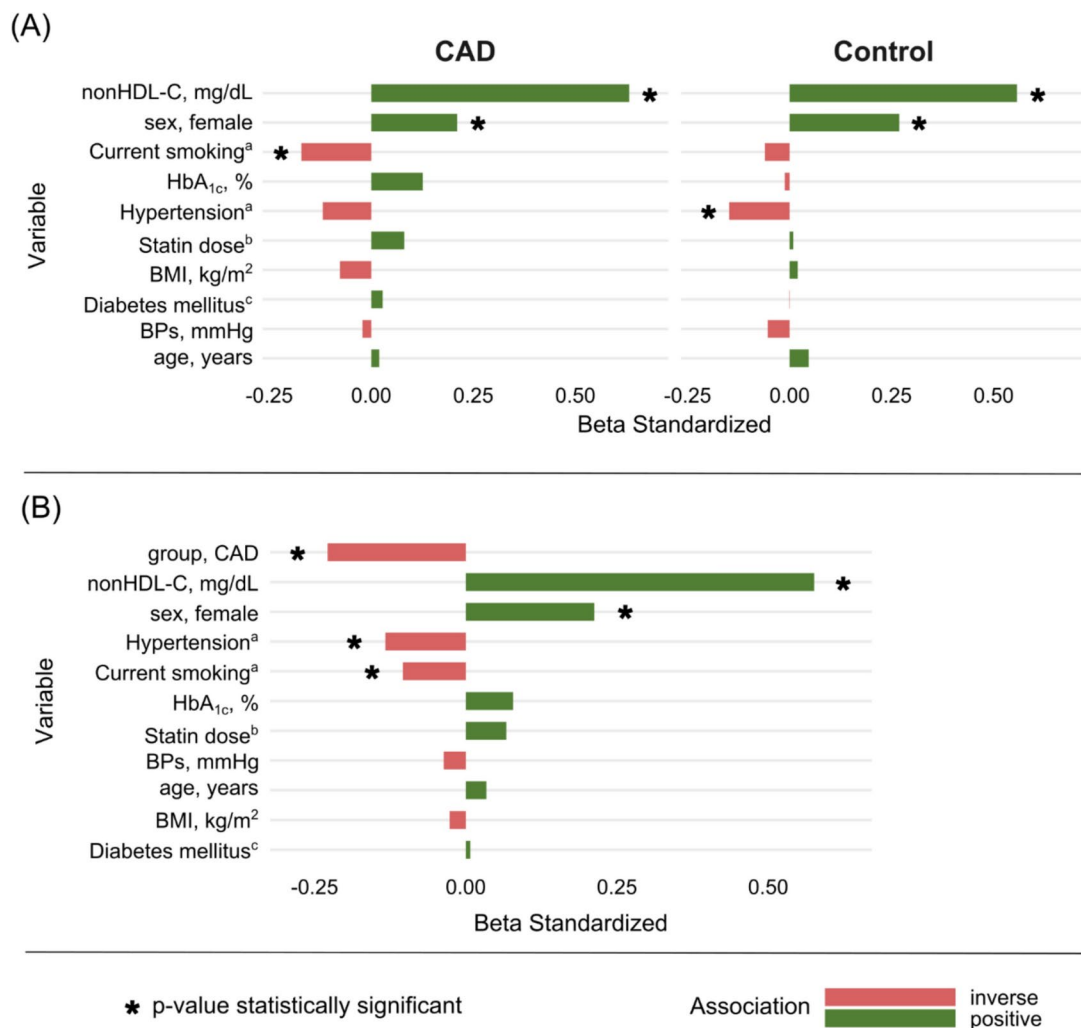 (A)
CAD Control
nonHDL-C, mg/dL *
*
sex, female * *
Current smokingᵃ *
HbA₁c, %
Hypertensionᵃ *
Statin doseᵇ
BMI, kg/m²
Diabetes mellitusᶜ
BPs, mmHg
age, years
Variable
-0.25 0.00 0.25 0.50 -0.25 0.00 0.25 0.50
Beta Standardized
(B)
group, CAD *
nonHDL-C, mg/dL *
sex, female *
Hypertensionᵃ *
Current smokingᵃ *
HbA₁c, %
Statin doseᵇ
BPs, mmHg
age, years
BMI, kg/m²
Diabetes mellitusᶜ
Variable
-0.25 0.00 0.25 0.50
Beta Standardized
* p-value statistically significant
Association inverse
positive